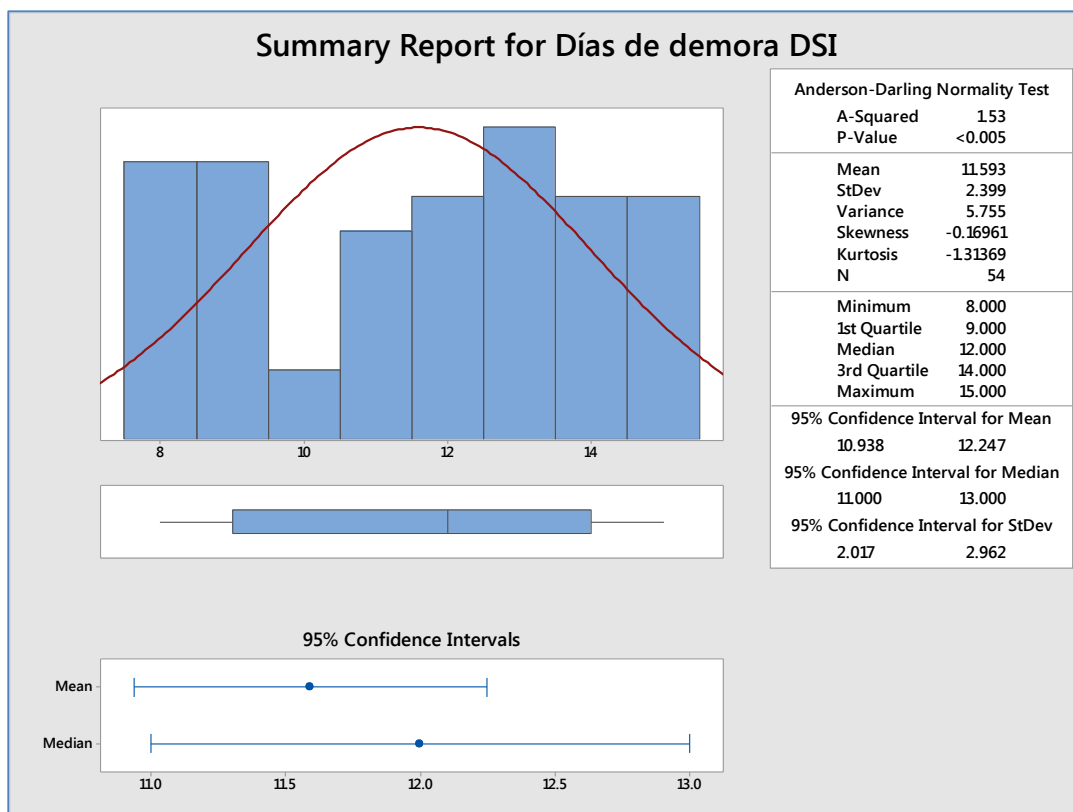 Summary Report for Días de demora DSI
8 10 12 14
Anderson-Darling Normality Test
A-Squared 1.53
P-Value <0.005
Mean 11.593
StDev 2.399
Variance 5.755
Skewness -0.16961
Kurtosis -1.31369
N 54
Minimum 8.000
1st Quartile 9.000
Median 12.000
3rd Quartile 14.000
Maximum 15.000
95% Confidence Interval for Mean
10.938 12.247
95% Confidence Interval for Median
11.000 13.000
95% Confidence Interval for StDev
2.017 2.962
95% Confidence Intervals
Mean
Median
11.0 11.5 12.0 12.5 13.0